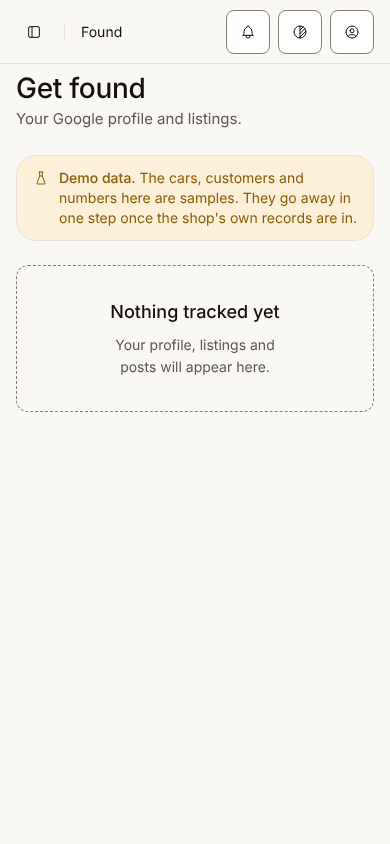 Found
Get found
Your Google profile and listings.
Demo data. The cars, customers and
numbers here are samples. They go away in
one step once the shop's own records are in.
Nothing tracked yet
Your profile, listings and
posts will appear here.